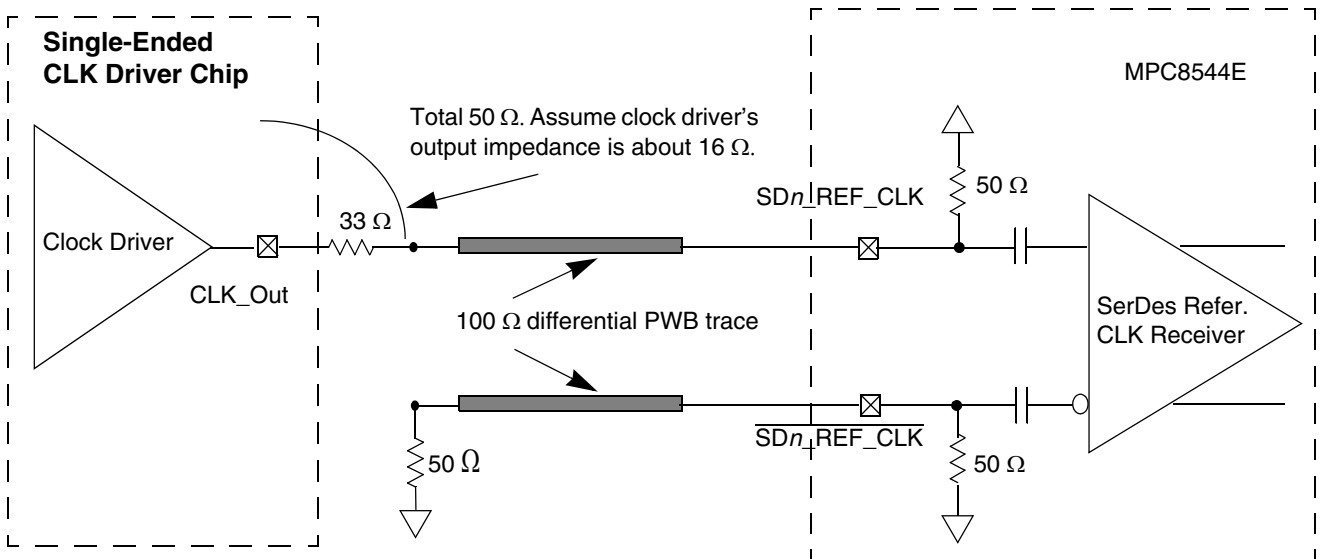 Single-Ended
CLK Driver Chip
MPC8544E
Total 50 Ω. Assume clock driver's
output impedance is about 16 Ω.
SDn_REF_CLK
50 Ω
33 Ω
Clock Driver
CLK_Out
100 Ω differential PWB trace
SerDes Refer.
CLK Receiver
SDn_REF_CLK
50 Ω
50 Ω